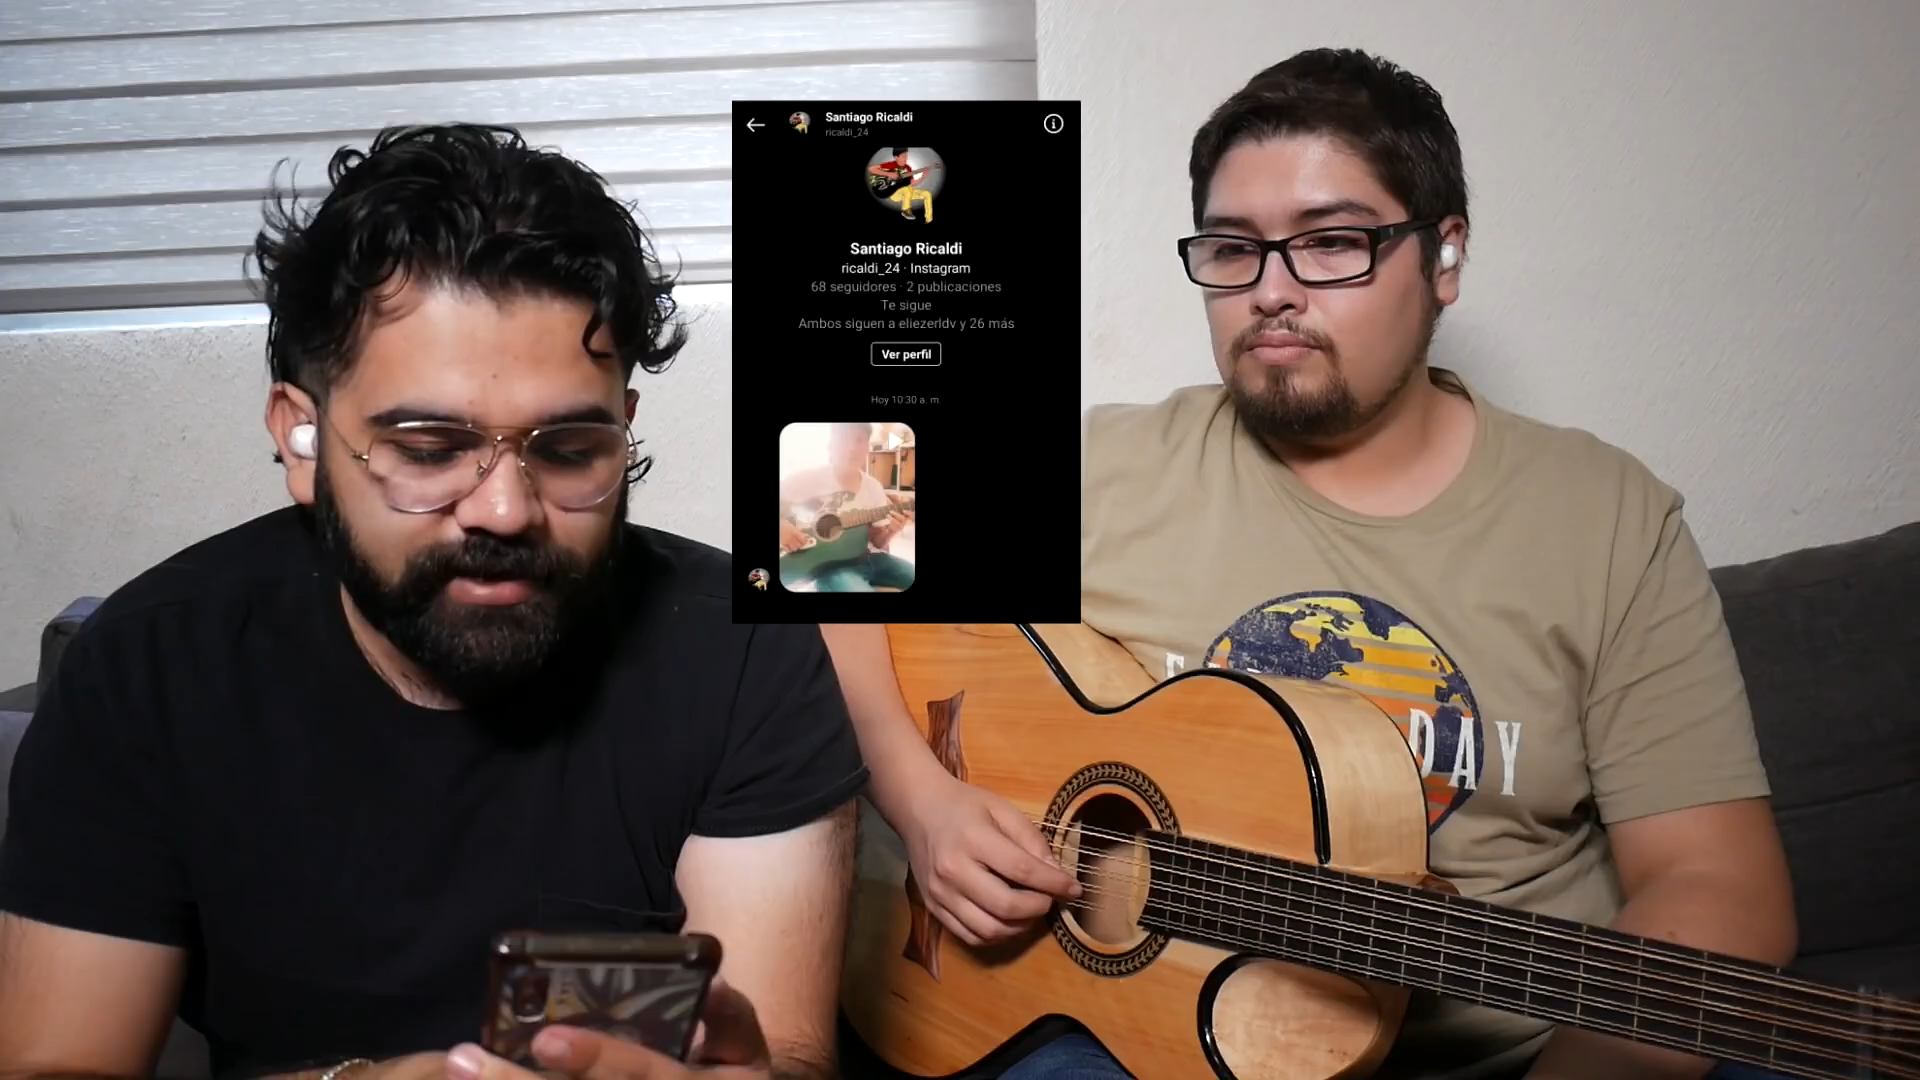 Santiago Ricaldi
ricaldi_24
Santiago Ricaldi
ricaldi_24 · Instagram
68 seguidores · 2 publicaciones
Te sigue
Ambos siguen a eliezerldv y 26 más
Ver perfil
Hoy 10:30 a. m.
DAY